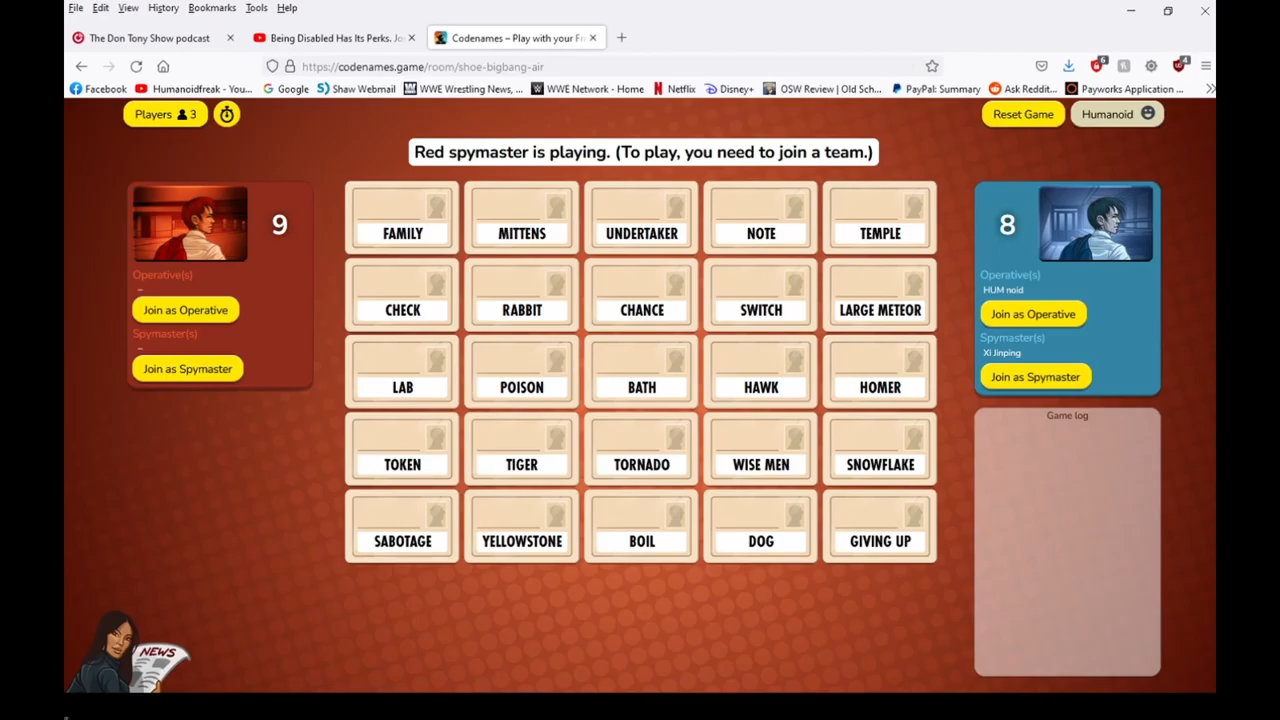 File Edit View History Bookmarks Tools Help
The Don Tony Show podcast
Being Disabled Has Its Perks. Jo
Codenames – Play with your Fr
https://codenames.game/room/shoe-bigbang-air
6
4
Facebook Humanoidfreak - You... Google Shaw Webmail WWE Wrestling News, ... WWE Network - Home Netflix Disney+ OSW Review | Old Sch... PayPal: Summary Ask Reddit... Payworks Application ...
Players 3
Reset Game
Humanoid
Red spymaster is playing. (To play, you need to join a team.)
9
Operative(s)
–
Join as Operative
Spymaster(s)
–
Join as Spymaster
FAMILY MITTENS UNDERTAKER NOTE TEMPLE
CHECK RABBIT CHANCE SWITCH LARGE METEOR
LAB POISON BATH HAWK HOMER
TOKEN TIGER TORNADO WISE MEN SNOWFLAKE
SABOTAGE YELLOWSTONE BOIL DOG GIVING UP
8
Operative(s)
HUM noid
Join as Operative
Spymaster(s)
Xi Jinping
Join as Spymaster
Game log
NEWS